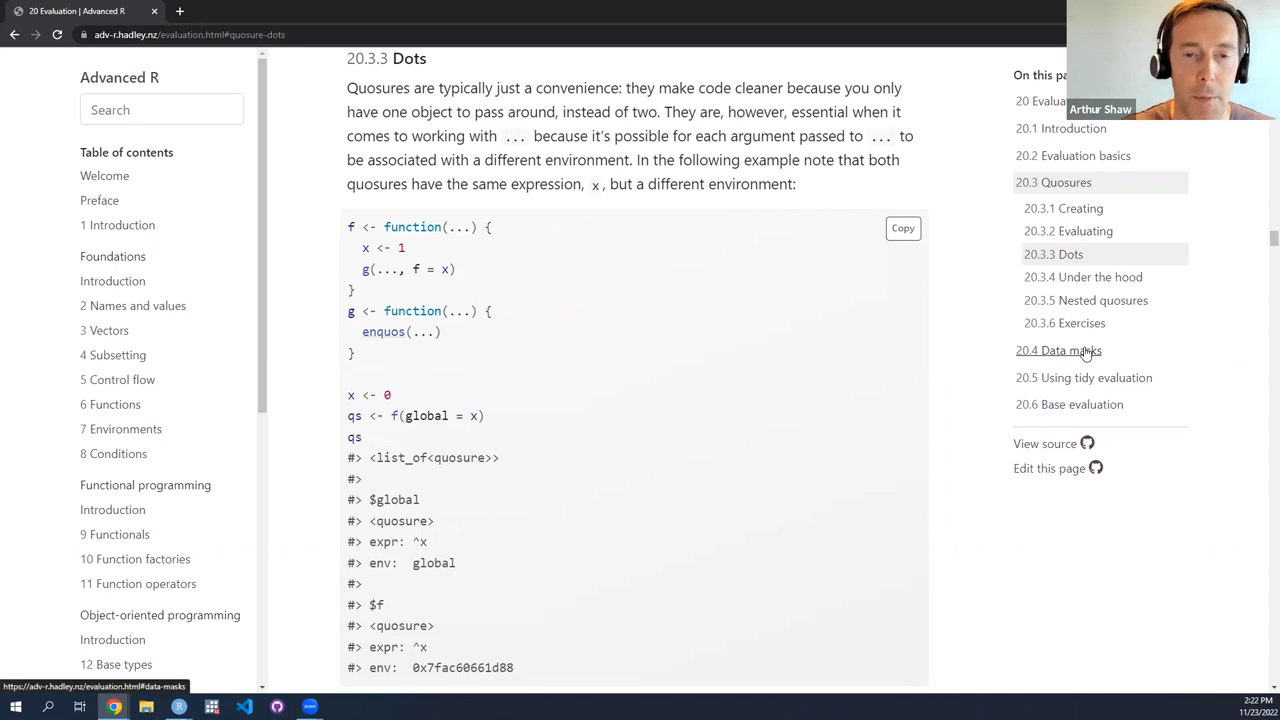 20 Evaluation | Advanced R
adv-r.hadley.nz/evaluation.html#quosure-dots
Arthur Shaw
Advanced R
Search
Table of contents
Welcome
Preface
1 Introduction
Foundations
Introduction
2 Names and values
3 Vectors
4 Subsetting
5 Control flow
6 Functions
7 Environments
8 Conditions
Functional programming
Introduction
9 Functionals
10 Function factories
11 Function operators
Object-oriented programming
Introduction
12 Base types
https://adv-r.hadley.nz/evaluation.html#data-masks
20.3.3 Dots
Quosures are typically just a convenience: they make code cleaner because you only
have one object to pass around, instead of two. They are, however, essential when it
comes to working with ... because it's possible for each argument passed to ... to
be associated with a different environment. In the following example note that both
quosures have the same expression, x, but a different environment:
Copy
f <- function(...) {
x <- 1
g(..., f = x)
}
g <- function(...) {
enquos(...)
}
x <- 0
qs <- f(global = x)
qs
#> <list_of<quosure>>
#>
#> $global
#> <quosure>
#> expr: ^x
#> env: global
#>
#> $f
#> <quosure>
#> expr: ^x
#> env: 0x7fac60661d88
On this pa
20 Evalua
20.1 Introduction
20.2 Evaluation basics
20.3 Quosures
20.3.1 Creating
20.3.2 Evaluating
20.3.3 Dots
20.3.4 Under the hood
20.3.5 Nested quosures
20.3.6 Exercises
20.4 Data masks
20.5 Using tidy evaluation
20.6 Base evaluation
View source
Edit this page
2:22 PM
11/23/2022